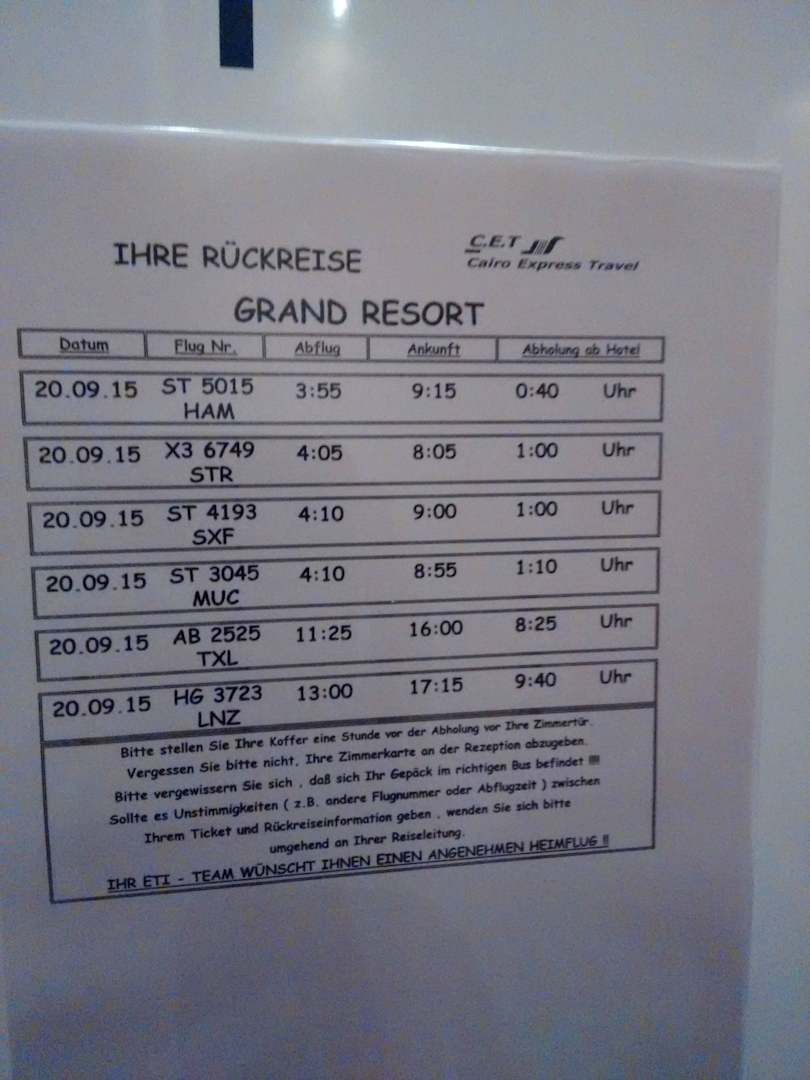 IHRE RÜCKREISE
C.E.T
Cairo Express Travel
GRAND RESORT
Datum Flug Nr. Abflug Ankunft Abholung ab Hotel
20.09.15 ST 5015 3:55 9:15 0:40 Uhr
HAM
20.09.15 X3 6749 4:05 8:05 1:00 Uhr
STR
20.09.15 ST 4193 4:10 9:00 1:00 Uhr
SXF
20.09.15 ST 3045 4:10 8:55 1:10 Uhr
MUC
20.09.15 AB 2525 11:25 16:00 8:25 Uhr
TXL
20.09.15 HG 3723 13:00 17:15 9:40 Uhr
LNZ
Bitte stellen Sie Ihre Koffer eine Stunde vor der Abholung vor Ihre Zimmertür.
Vergessen Sie bitte nicht, Ihre Zimmerkarte an der Rezeption abzugeben.
Bitte vergewissern Sie sich , daß sich Ihr Gepäck im richtigen Bus befindet !!!!
Sollte es Unstimmigkeiten ( z.B. andere Flugnummer oder Abflugzeit ) zwischen
Ihrem Ticket und Rückreiseinformation geben , wenden Sie sich bitte
umgehend an Ihrer Reiseleitung.
IHR ETI - TEAM WÜNSCHT IHNEN EINEN ANGENEHMEN HEIMFLUG !!